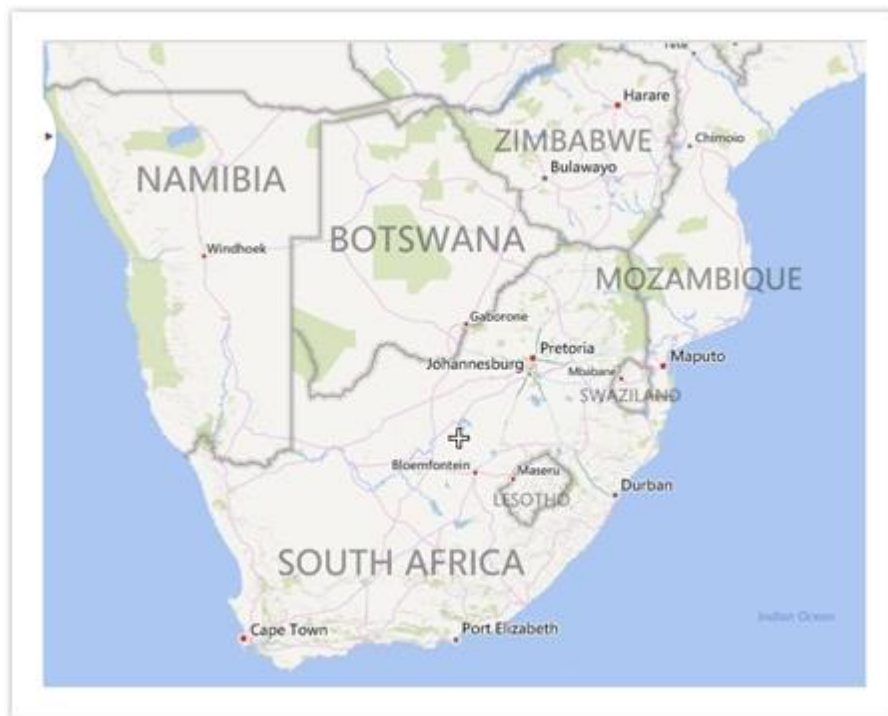 Tete
Harare
ZIMBABWE
Chimoio
Bulawayo
NAMIBIA
BOTSWANA
Windhoek
MOZAMBIQUE
Gaborone
Pretoria
Johannesburg
Maputo
Mbabane
SWAZILAND
Bloemfontein
Maseru
Durban
LESOTHO
SOUTH AFRICA
Indian Ocean
Cape Town
Port Elizabeth